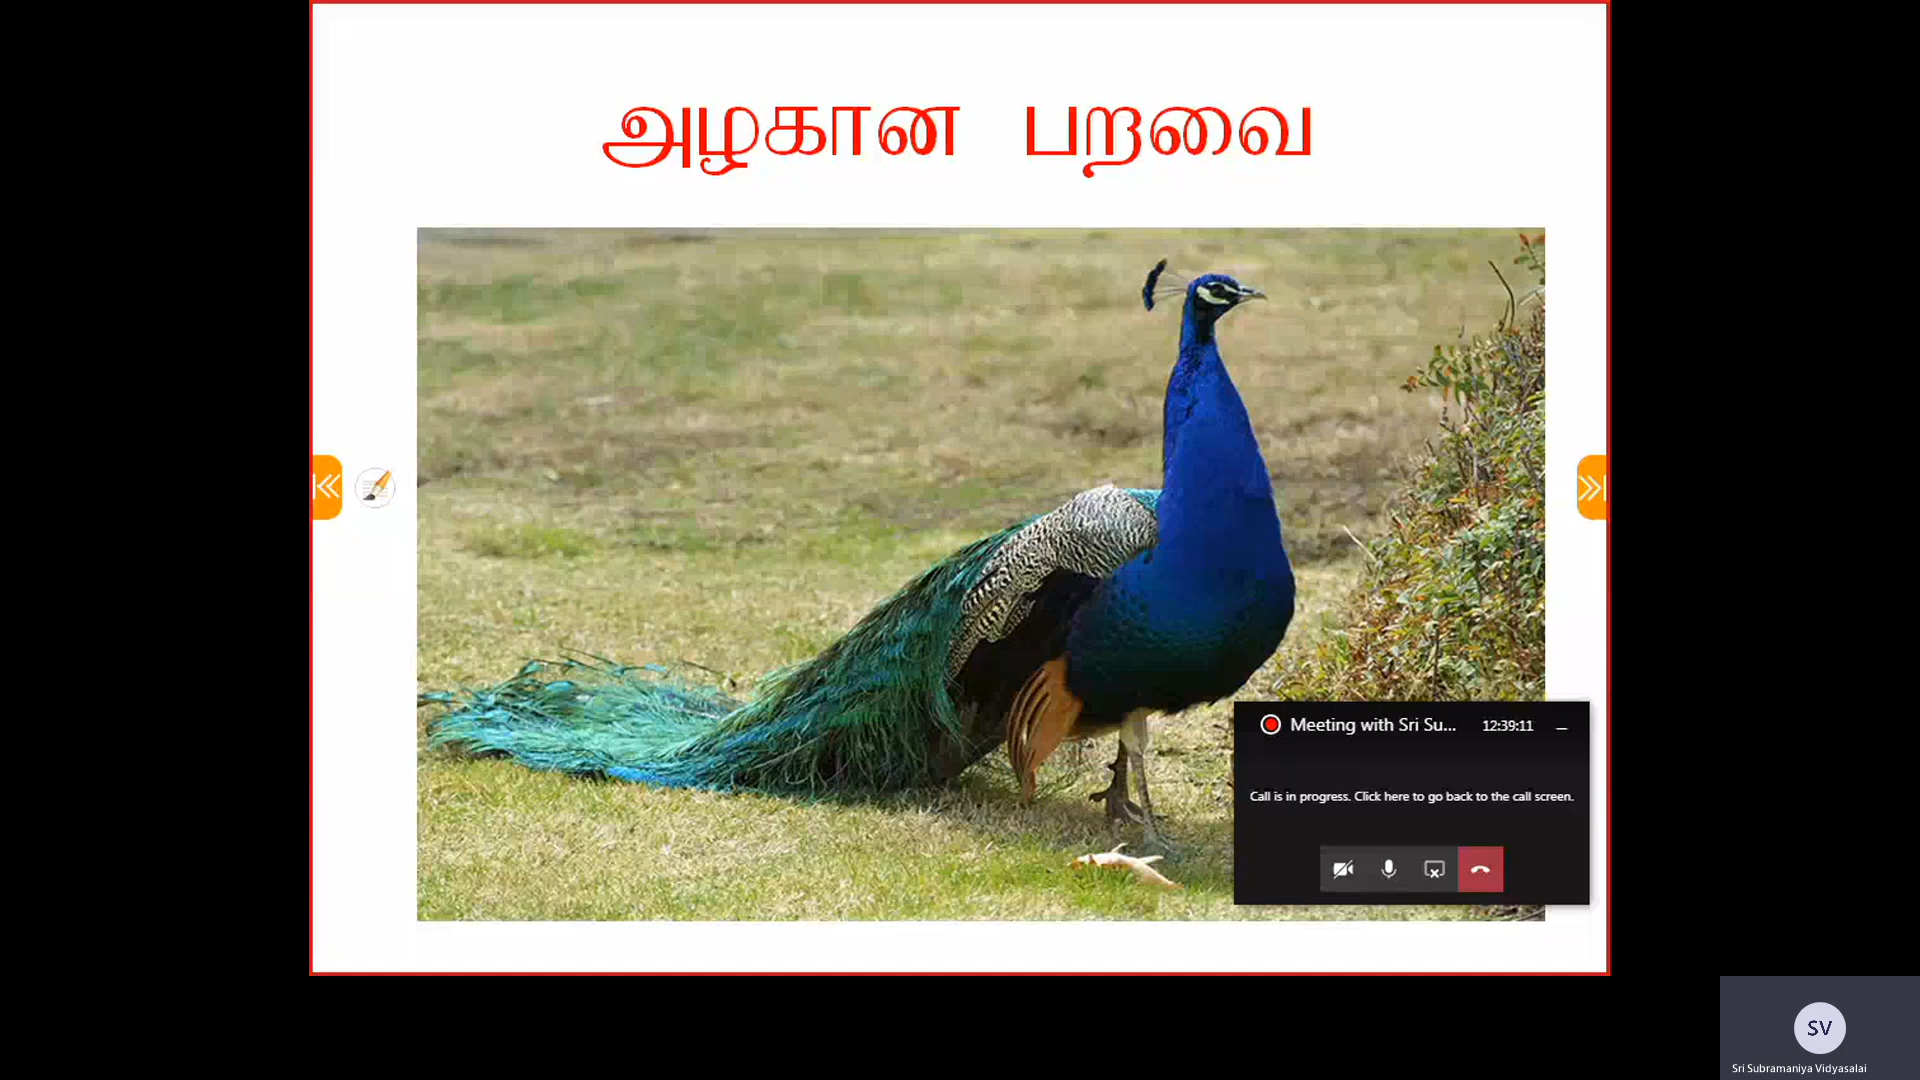 அழகான பறவை
Meeting with Sri Su... 12:39:11
Call is in progress. Click here to go back to the call screen.
SV
Sri Subramaniya Vidyasalai